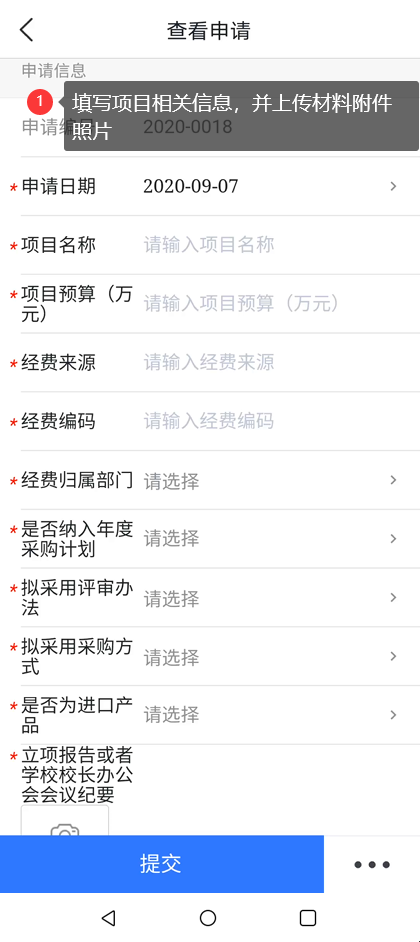 查看申请
申请信息
1 填写项目相关信息，并上传材料附件
照片
申请编号 2020-0018
*申请日期 2020-09-07
*项目名称 请输入项目名称
*项目预算（万
元） 请输入项目预算（万元）
*经费来源 请输入经费来源
*经费编码 请输入经费编码
*经费归属部门 请选择
*是否纳入年度
采购计划 请选择
*拟采用评审办
法 请选择
*拟采用采购方
式 请选择
*是否为进口产
品 请选择
*立项报告或者
学校校长办公
会会议纪要
提交